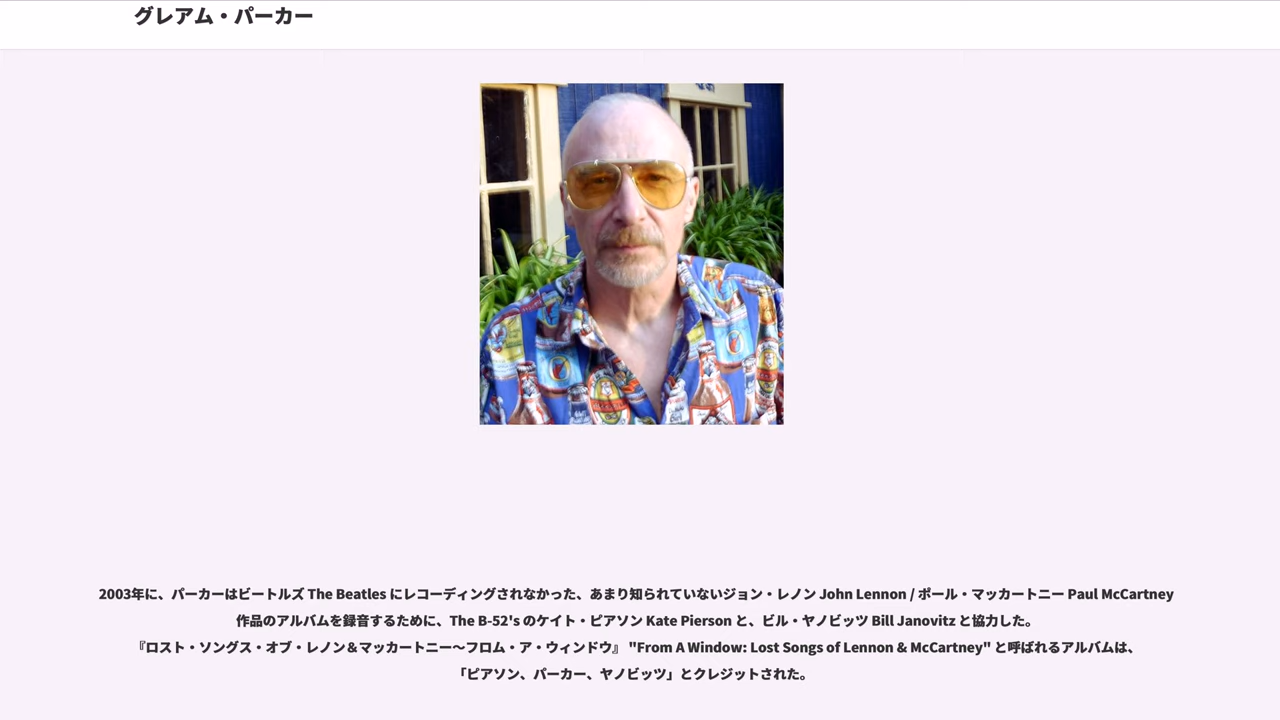 グレアム・パーカー
2003年に、パーカーはビートルズ The Beatles にレコーディングされなかった、あまり知られていないジョン・レノン John Lennon / ポール・マッカートニー Paul McCartney
作品のアルバムを録音するために、The B-52's のケイト・ピアソン Kate Pierson と、ビル・ヤノビッツ Bill Janovitz と協力した。
『ロスト・ソングス・オブ・レノン＆マッカートニー〜フロム・ア・ウィンドウ』 "From A Window: Lost Songs of Lennon & McCartney" と呼ばれるアルバムは、
「ピアソン、パーカー、ヤノビッツ」とクレジットされた。